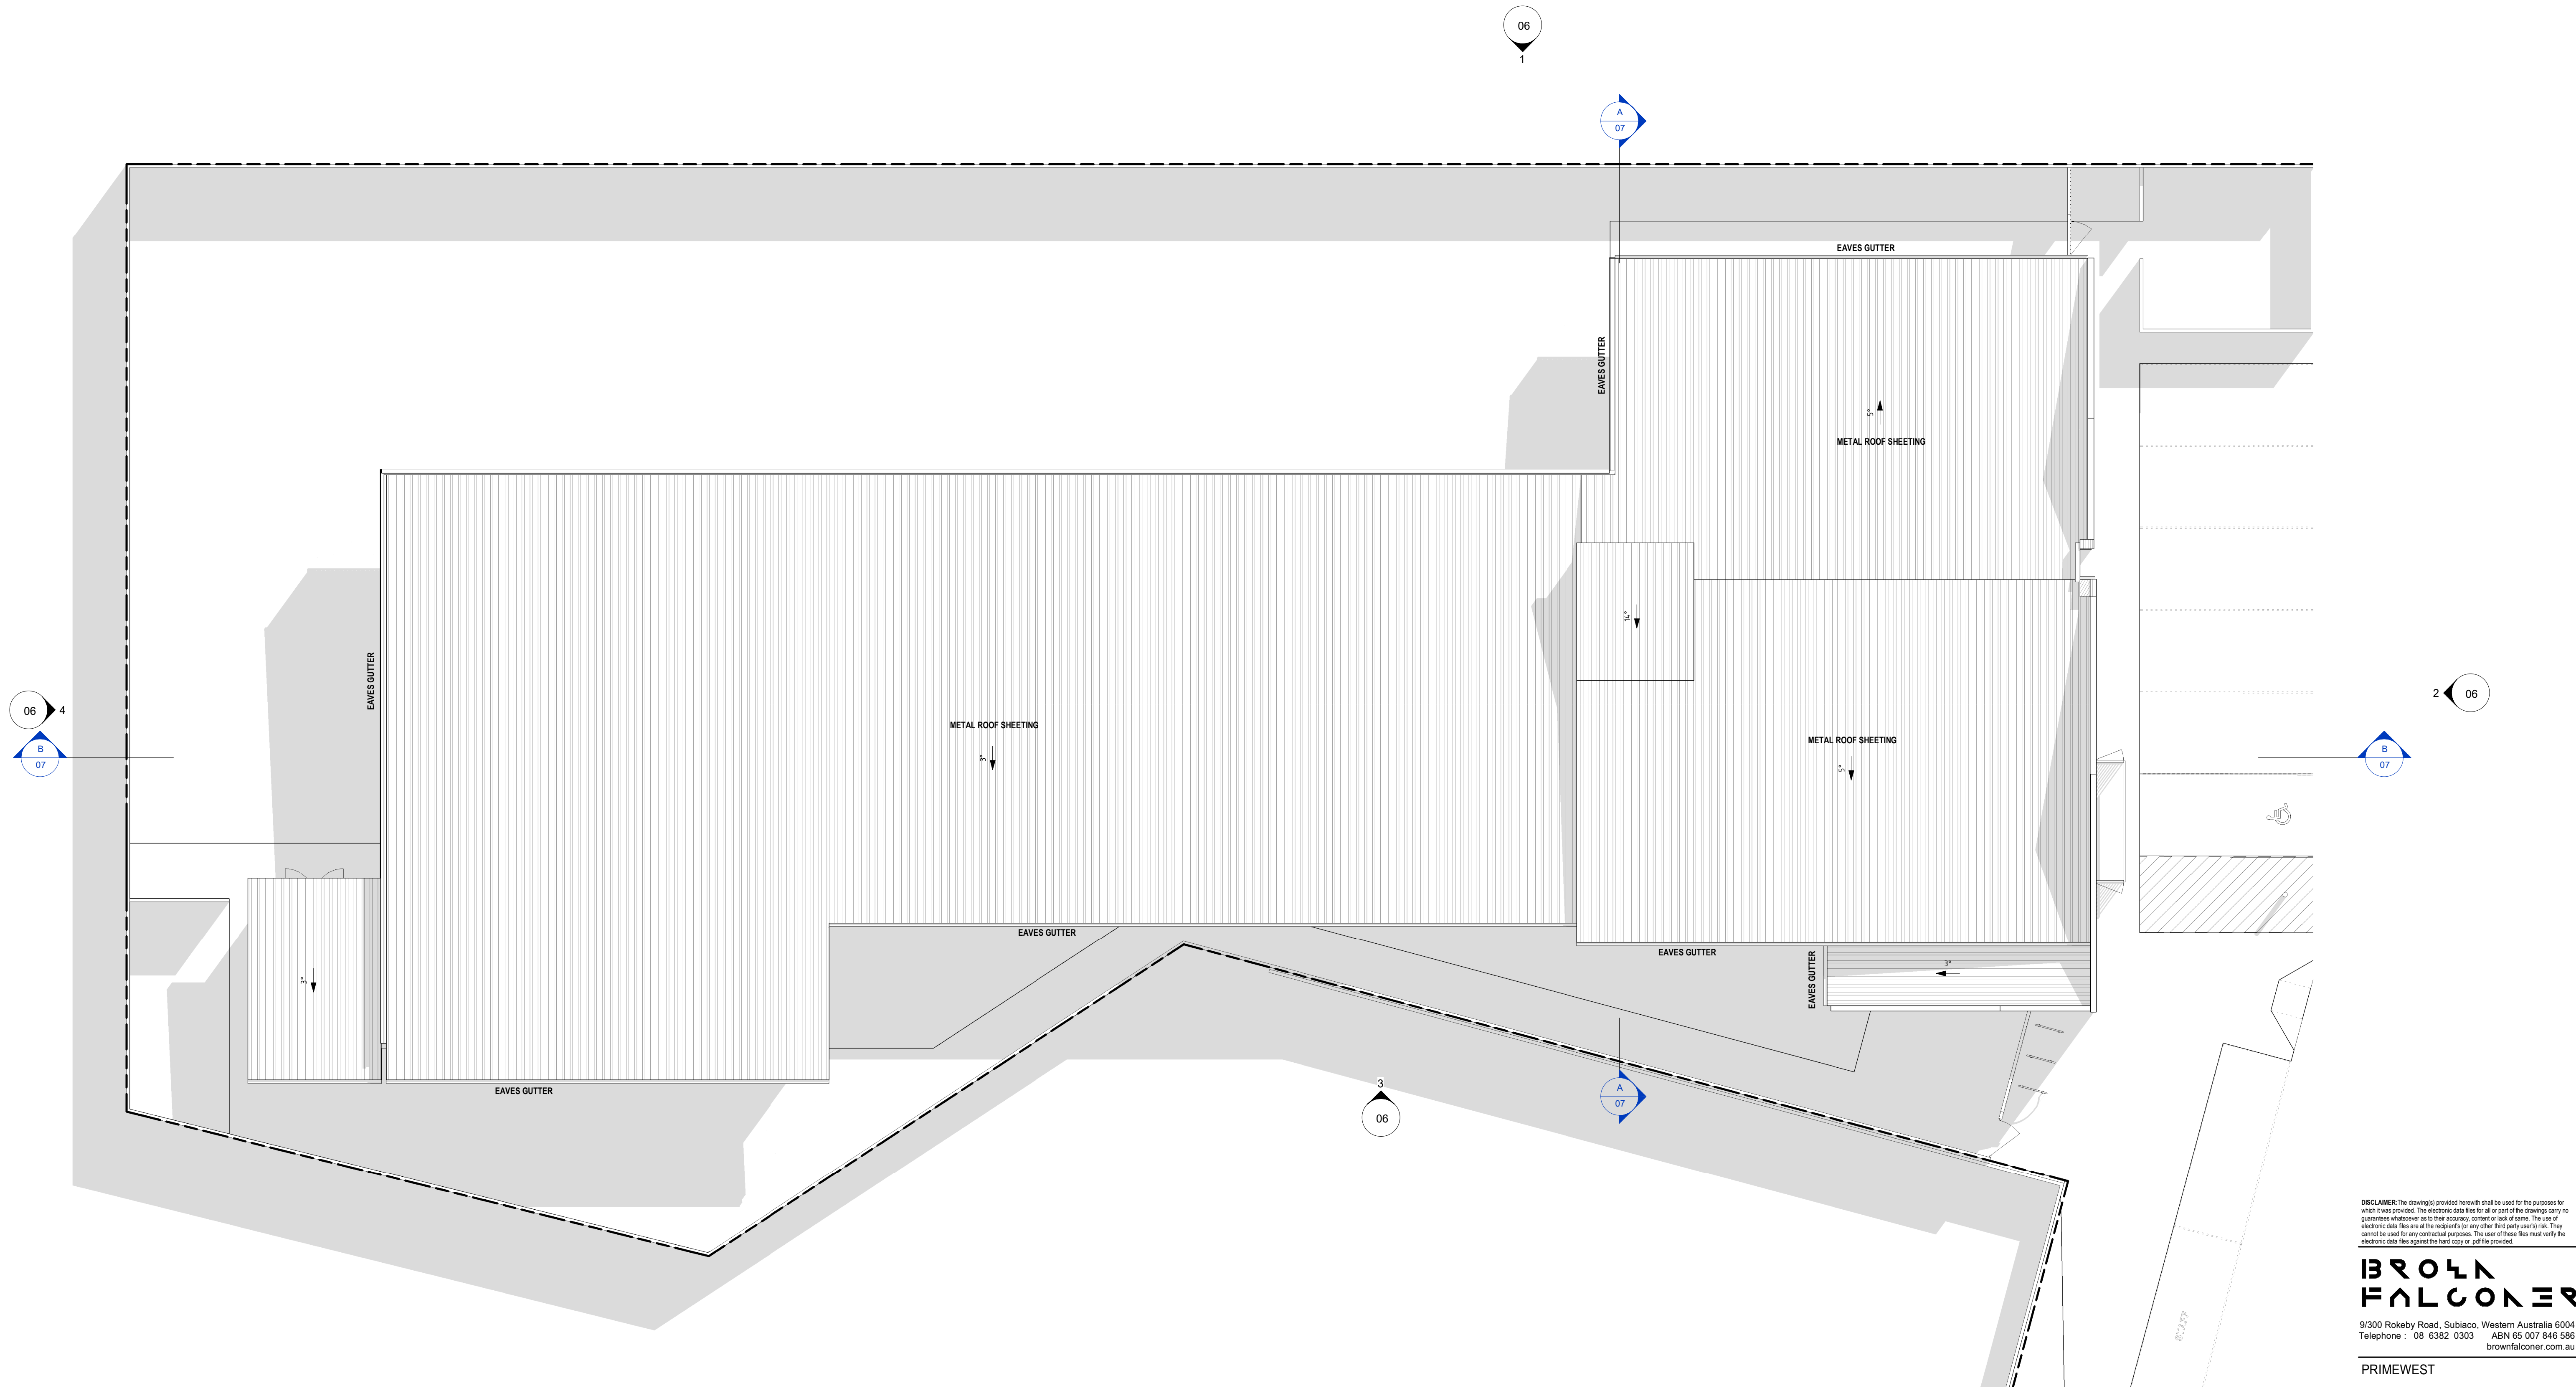 06
1
A
07
EAVES GUTTER
EAVES GUTTER
5°
METAL ROOF SHEETING
14°
EAVES GUTTER
06
4
2
06
METAL ROOF SHEETING
3°
METAL ROOF SHEETING
5°
B
07
B
07
EAVES GUTTER
EAVES GUTTER
EAVES GUTTER
3°
3°
EAVES GUTTER
3
06
A
07
STAFF
DISCLAIMER:The drawing(s) provided herewith shall be used for the purposes for
which it was provided. The electronic data files for all or part of the drawings carry no
guarantees whatsoever as to their accuracy, content or lack of same. The use of
electronic data files are at the recipient's (or any other third party user's) risk. They
cannot be used for any contractual purposes. The user of these files must verify the
electronic data files against the hard copy or .pdf file provided.
BROWN
FALCONER
9/300 Rokeby Road, Subiaco, Western Australia 6004
Telephone : 08 6382 0303 ABN 65 007 846 586
brownfalconer.com.au
PRIMEWEST